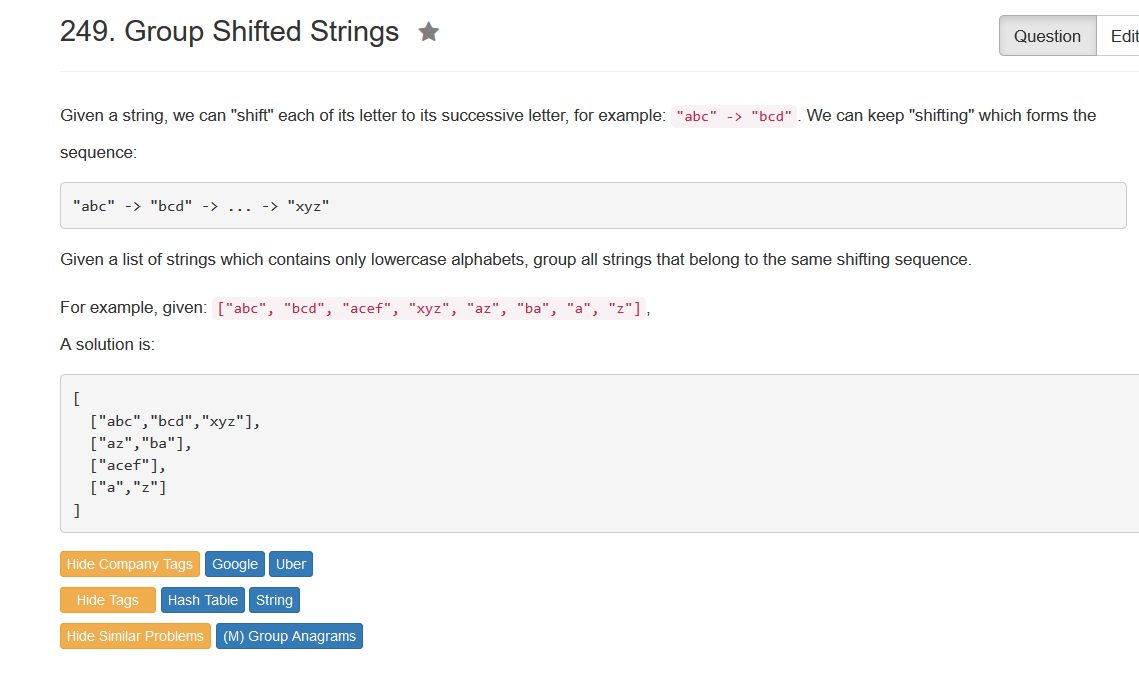 249. Group Shifted Strings
Question Edit
Given a string, we can "shift" each of its letter to its successive letter, for example: "abc" -> "bcd". We can keep "shifting" which forms the
sequence:
"abc" -> "bcd" -> ... -> "xyz"
Given a list of strings which contains only lowercase alphabets, group all strings that belong to the same shifting sequence.
For example, given: ["abc", "bcd", "acef", "xyz", "az", "ba", "a", "z"],
A solution is:
[
  ["abc","bcd","xyz"],
  ["az","ba"],
  ["acef"],
  ["a","z"]
]
Hide Company Tags Google Uber
Hide Tags Hash Table String
Hide Similar Problems (M) Group Anagrams